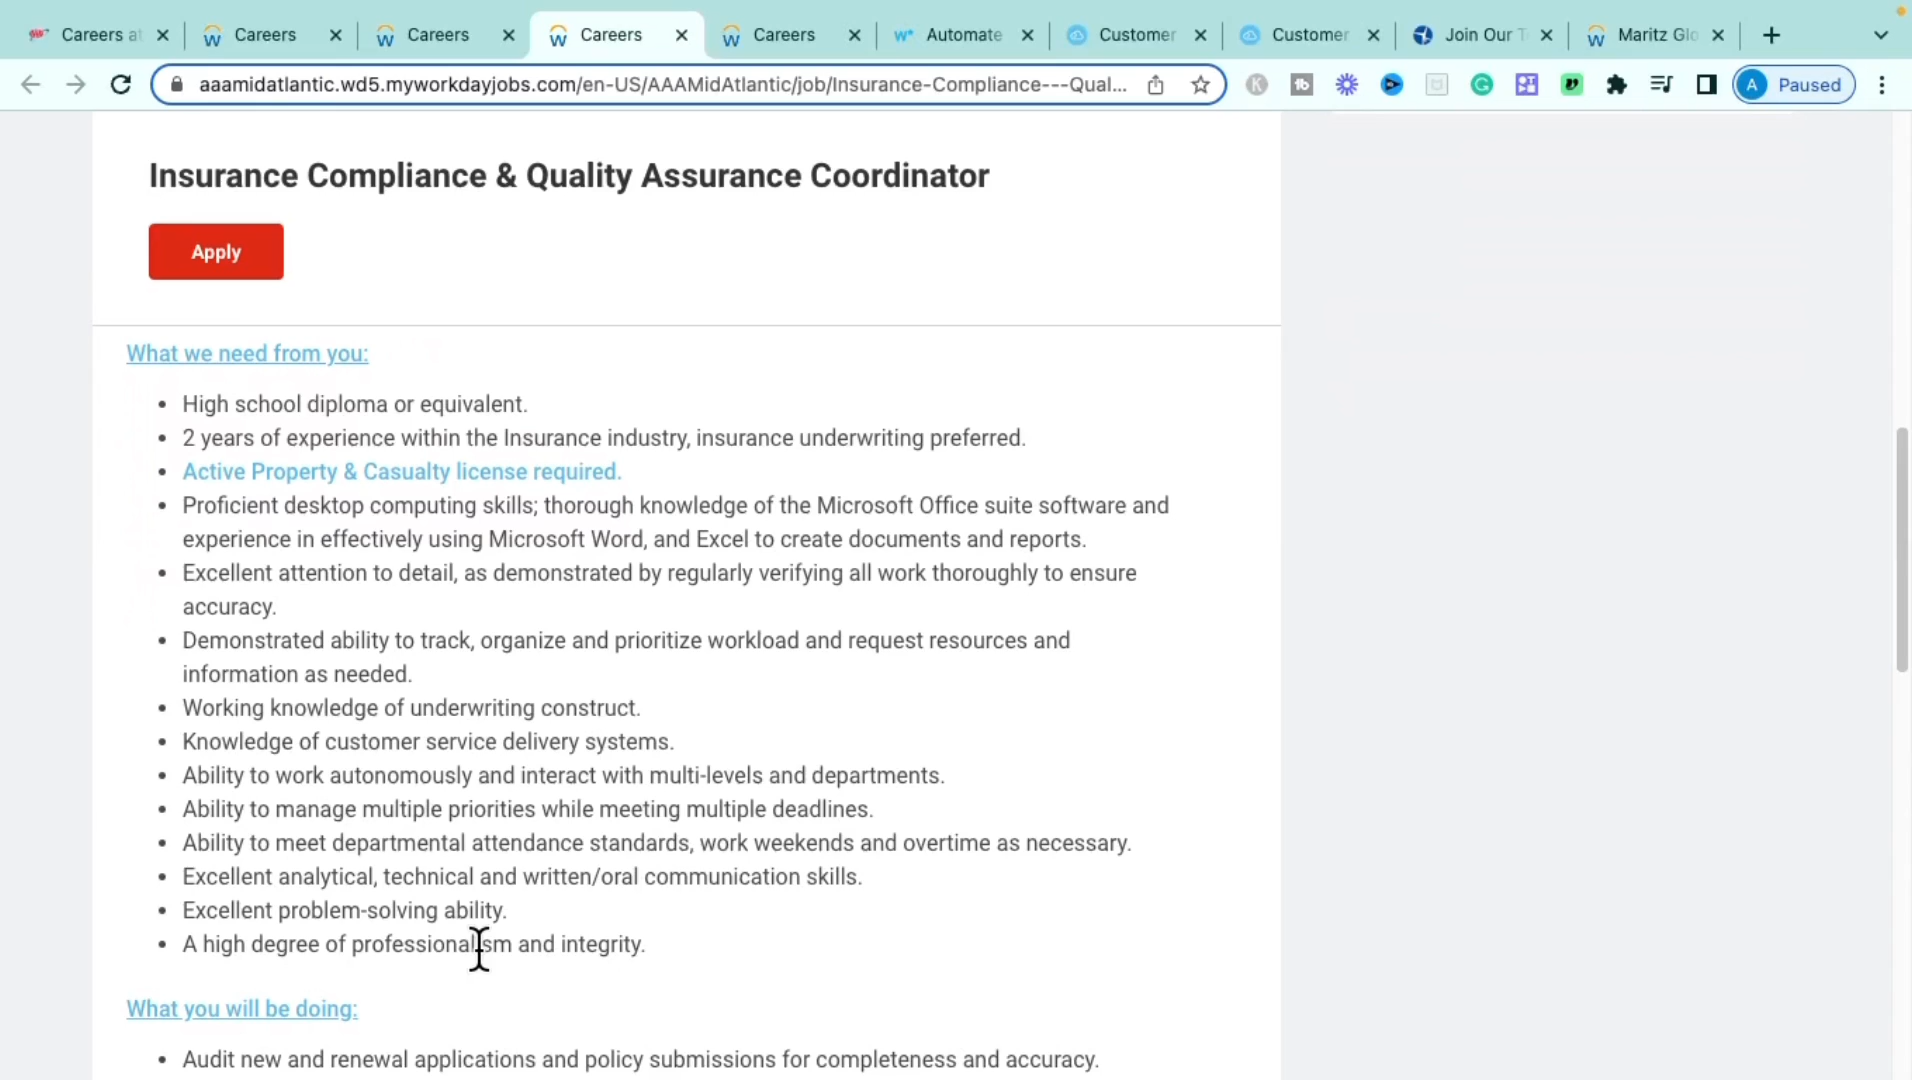 Careers at
Careers
Careers
Careers
Careers
Automate
Customer
Customer
Join Our T
Maritz Glo
aaamidatlantic.wd5.myworkdayjobs.com/en-US/AAAMidAtlantic/job/Insurance-Compliance---Qual...
A Paused
Insurance Compliance & Quality Assurance Coordinator
Apply
What we need from you:
• High school diploma or equivalent.
• 2 years of experience within the Insurance industry, insurance underwriting preferred.
• Active Property & Casualty license required.
• Proficient desktop computing skills; thorough knowledge of the Microsoft Office suite software and
experience in effectively using Microsoft Word, and Excel to create documents and reports.
• Excellent attention to detail, as demonstrated by regularly verifying all work thoroughly to ensure
accuracy.
• Demonstrated ability to track, organize and prioritize workload and request resources and
information as needed.
• Working knowledge of underwriting construct.
• Knowledge of customer service delivery systems.
• Ability to work autonomously and interact with multi-levels and departments.
• Ability to manage multiple priorities while meeting multiple deadlines.
• Ability to meet departmental attendance standards, work weekends and overtime as necessary.
• Excellent analytical, technical and written/oral communication skills.
• Excellent problem-solving ability.
• A high degree of professionalism and integrity.
What you will be doing:
• Audit new and renewal applications and policy submissions for completeness and accuracy.